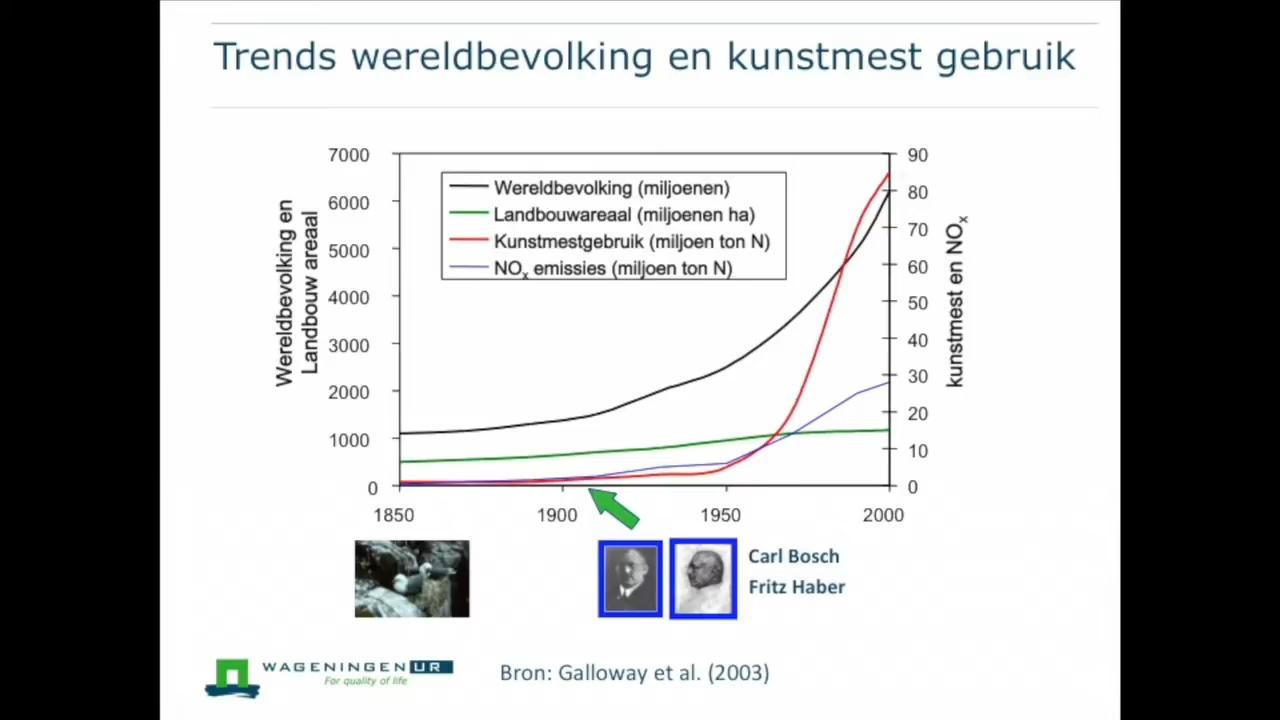 Trends wereldbevolking en kunstmest gebruik
Wereldbevolking en
Landbouw areaal
7000
6000
5000
4000
3000
2000
1000
0
Wereldbevolking (miljoenen)
Landbouwareaal (miljoenen ha)
Kunstmestgebruik (miljoen ton N)
NOx emissies (miljoen ton N)
90
80
70
60
50
40
30
20
10
0
kunstmest en NOx
1850 1900 1950 2000
Carl Bosch
Fritz Haber
WAGENINGEN UR
For quality of life
Bron: Galloway et al. (2003)